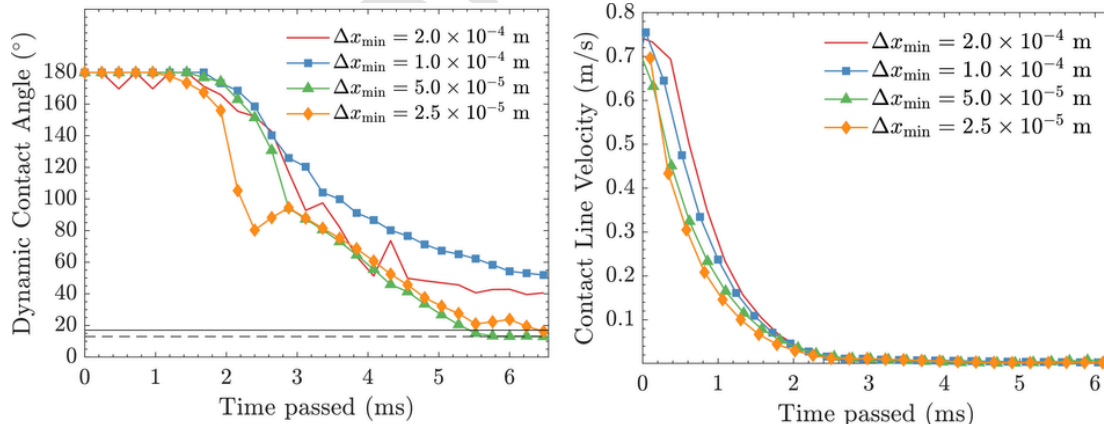 Dynamic Contact Angle (°)
180
160
140
120
100
80
60
40
20
0
0 1 2 3 4 5 6
Time passed (ms)
Δx_min = 2.0 × 10⁻⁴ m
Δx_min = 1.0 × 10⁻⁴ m
Δx_min = 5.0 × 10⁻⁵ m
Δx_min = 2.5 × 10⁻⁵ m
Contact Line Velocity (m/s)
0.8
0.7
0.6
0.5
0.4
0.3
0.2
0.1
0 1 2 3 4 5 6
Time passed (ms)
Δx_min = 2.0 × 10⁻⁴ m
Δx_min = 1.0 × 10⁻⁴ m
Δx_min = 5.0 × 10⁻⁵ m
Δx_min = 2.5 × 10⁻⁵ m